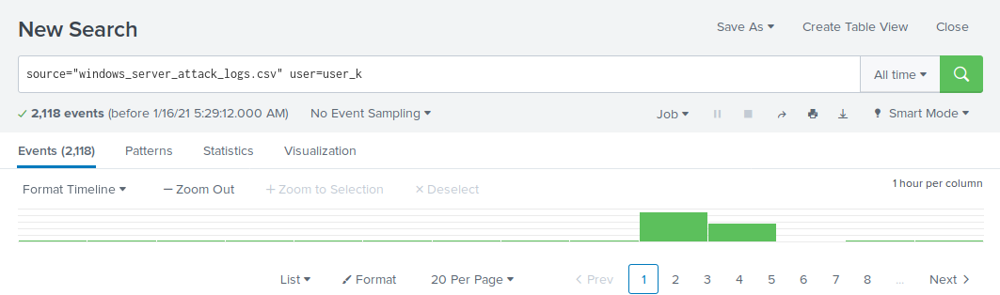 New Search
Save As
Create Table View
Close
source="windows_server_attack_logs.csv" user=user_k
All time
2,118 events (before 1/16/21 5:29:12.000 AM)
No Event Sampling
Job
Smart Mode
Events (2,118)
Patterns
Statistics
Visualization
Format Timeline
— Zoom Out
+ Zoom to Selection
× Deselect
1 hour per column
List
Format
20 Per Page
< Prev
1
2
3
4
5
6
7
8
...
Next >